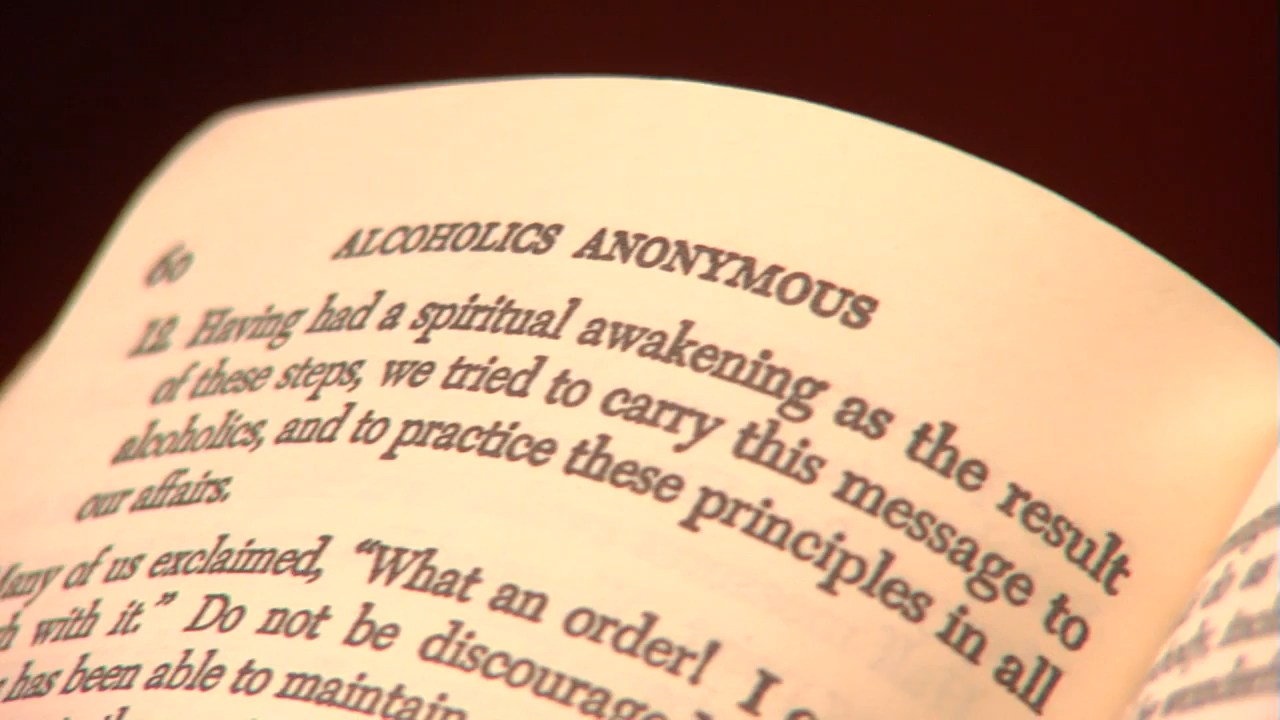 60 ALCOHOLICS ANONYMOUS
12. Having had a spiritual awakening as the result
of these steps, we tried to carry this message to
alcoholics, and to practice these principles in all
our affairs.
Many of us exclaimed, “What an order! I
with it.” Do not be
has been able to maintain